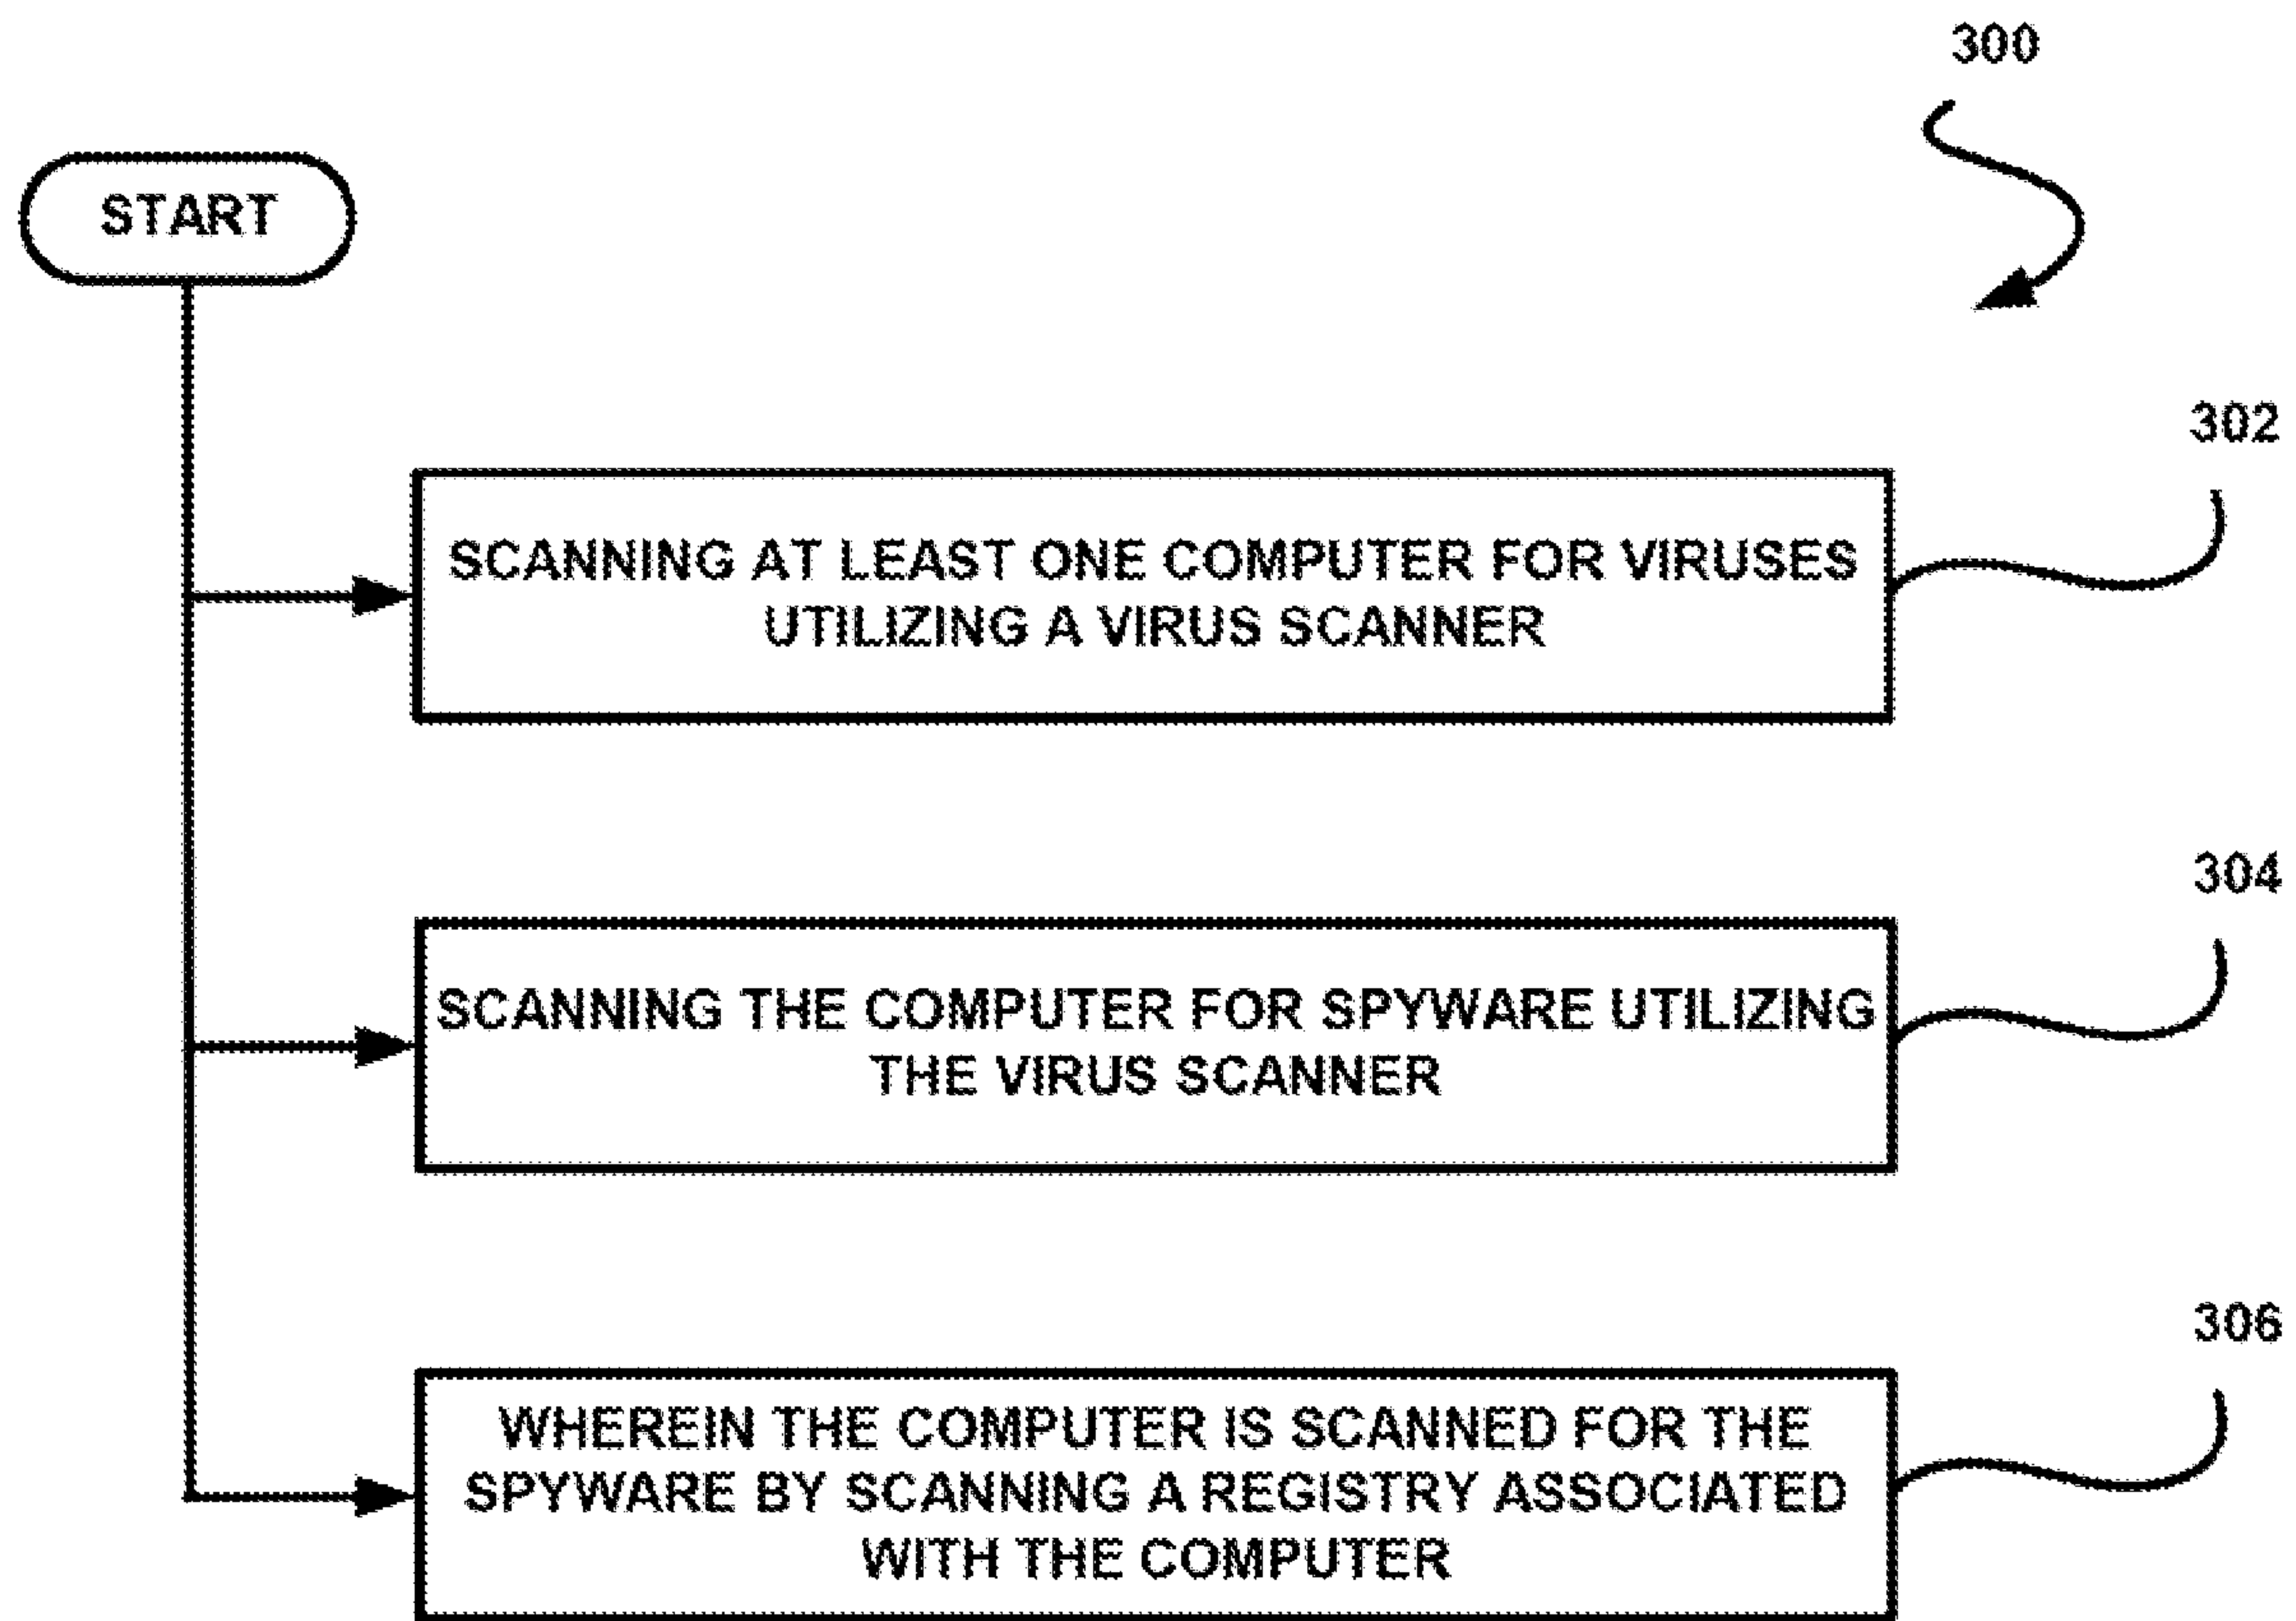 300
START
302
SCANNING AT LEAST ONE COMPUTER FOR VIRUSES
UTILIZING A VIRUS SCANNER
304
SCANNING THE COMPUTER FOR SPYWARE UTILIZING
THE VIRUS SCANNER
306
WHEREIN THE COMPUTER IS SCANNED FOR THE
SPYWARE BY SCANNING A REGISTRY ASSOCIATED
WITH THE COMPUTER